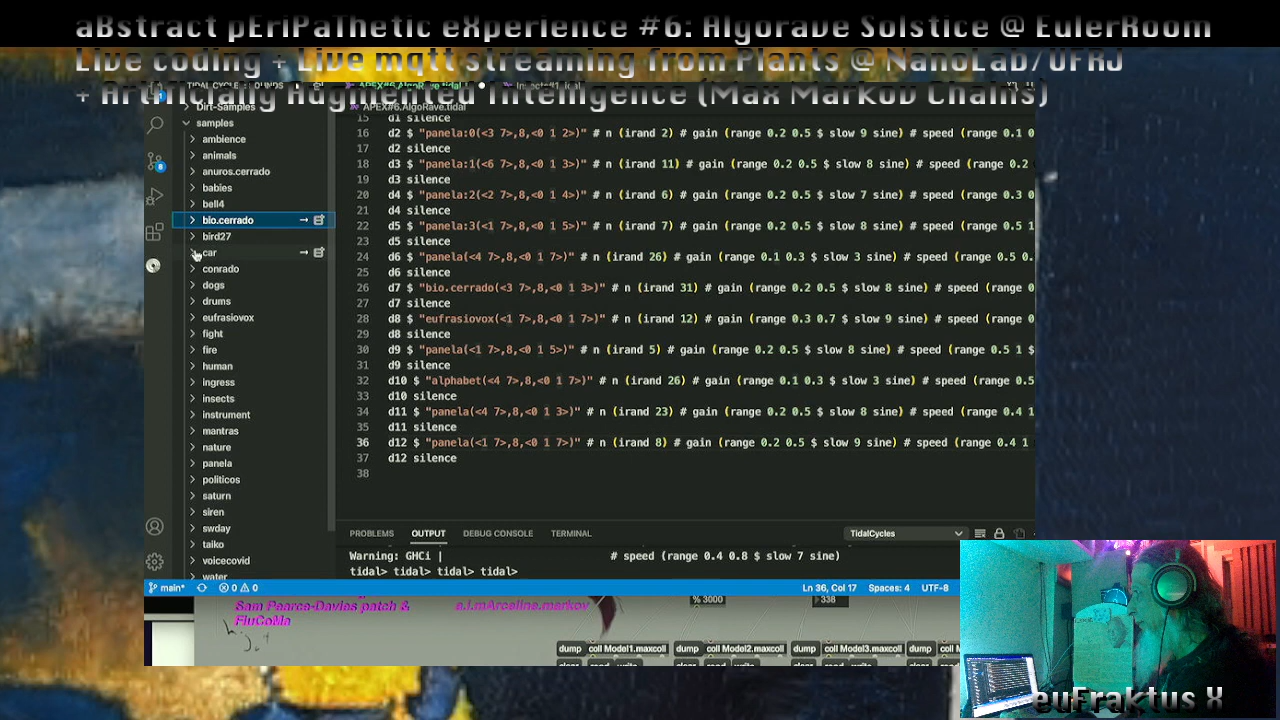 aBstract pEriPaThetic eXperience #6: Algorave Solstice @ EulerRoom
Live coding + Live mqtt streaming from Plants @ NanoLab/UFRJ
+ Artificially Augmented Intelligence (Max Markov Chains)
APEX#6.AlgoRave.tidal
Dirt-Samples
samples
ambience
animals
anuros.cerrado
babies
bell4
bio.cerrado
bird27
car
conrado
dogs
drums
eufrasiovox
fight
fire
human
ingress
insects
instrument
mantras
nature
panela
politicos
saturn
siren
swday
taiko
voicecovid
water
15 d1 silence
16 d2 $ "panela:0(<3 7>,8,<0 1 2>)" # n (irand 2) # gain (range 0.2 0.5 $ slow 9 sine) # speed (range 0.1 0
17 d2 silence
18 d3 $ "panela:1(<6 7>,8,<0 1 3>)" # n (irand 11) # gain (range 0.2 0.5 $ slow 8 sine) # speed (range 0.2
19 d3 silence
20 d4 $ "panela:2(<2 7>,8,<0 1 4>)" # n (irand 6) # gain (range 0.2 0.5 $ slow 7 sine) # speed (range 0.3 0
21 d4 silence
22 d5 $ "panela:3(<1 7>,8,<0 1 5>)" # n (irand 7) # gain (range 0.2 0.5 $ slow 8 sine) # speed (range 0.5 1
23 d5 silence
24 d6 $ "panela(<4 7>,8,<0 1 7>)" # n (irand 26) # gain (range 0.1 0.3 $ slow 3 sine) # speed (range 0.5 0.
25 d6 silence
26 d7 $ "bio.cerrado(<3 7>,8,<0 1 3>)" # n (irand 31) # gain (range 0.2 0.5 $ slow 8 sine) # speed (range 0
27 d7 silence
28 d8 $ "eufrasiovox(<1 7>,8,<0 1 7>)" # n (irand 12) # gain (range 0.3 0.7 $ slow 9 sine) # speed (range 0
29 d8 silence
30 d9 $ "panela(<1 7>,8,<0 1 5>)" # n (irand 5) # gain (range 0.2 0.5 $ slow 8 sine) # speed (range 0.5 1 $
31 d9 silence
32 d10 $ "alphabet(<4 7>,8,<0 1 7>)" # n (irand 26) # gain (range 0.1 0.3 $ slow 3 sine) # speed (range 0.5
33 d10 silence
34 d11 $ "panela(<4 7>,8,<0 1 3>)" # n (irand 23) # gain (range 0.2 0.5 $ slow 8 sine) # speed (range 0.4 1
35 d11 silence
36 d12 $ "panela(<1 7>,8,<0 1 7>)" # n (irand 8) # gain (range 0.2 0.5 $ slow 9 sine) # speed (range 0.4 1
37 d12 silence
38
PROBLEMS OUTPUT DEBUG CONSOLE TERMINAL TidalCycles
Warning: GHCi | # speed (range 0.4 0.8 $ slow 7 sine)
tidal> tidal> tidal> tidal>
main* 0 0 Ln 36, Col 17 Spaces: 4 UTF-8
Sam Pearce-Davies patch &
FluCoMa
a.i.mArcelina.markov
% 3000 338
dump coll Model1.maxcoll dump coll Model2.maxcoll dump coll Model3.maxcoll dump coll
euFraktus X